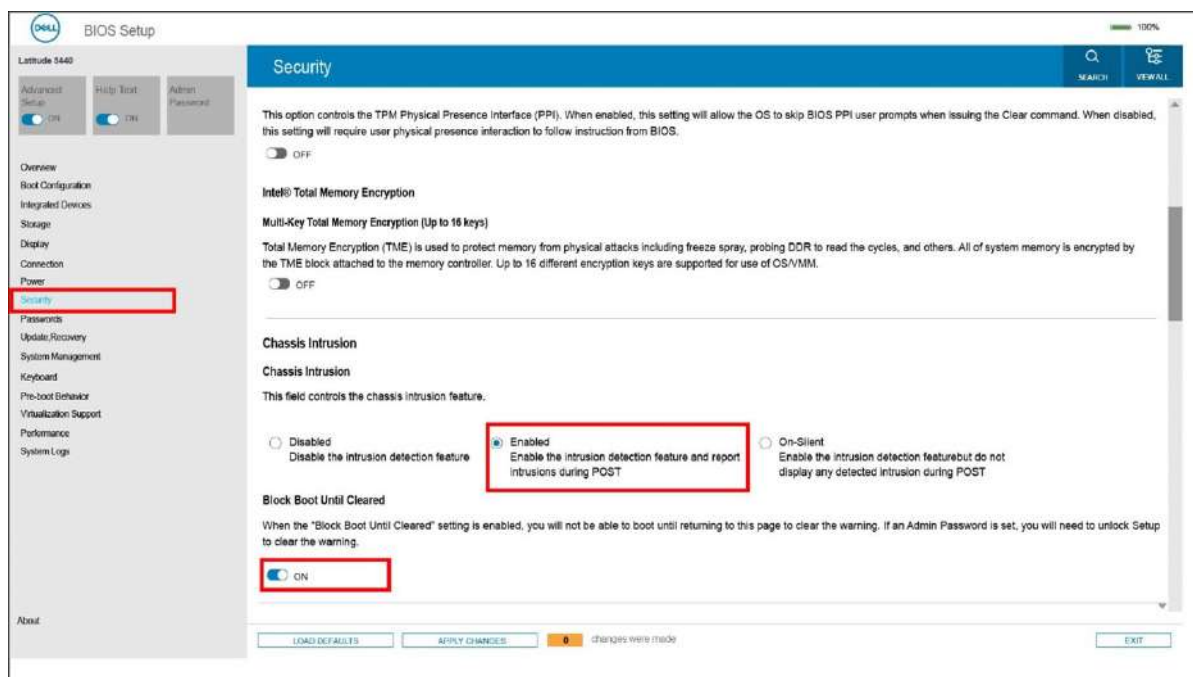 DELL
BIOS Setup
100%
Latitude 5440
Advanced
Setup
ON
Help Text
ON
Admin
Password
Security
SEARCH
VIEW ALL
Overview
Boot Configuration
Integrated Devices
Storage
Display
Connection
Power
Security
Passwords
Update,Recovery
System Management
Keyboard
Pre-boot Behavior
Virtualization Support
Performance
System Logs
About
This option controls the TPM Physical Presence Interface (PPI). When enabled, this setting will allow the OS to skip BIOS PPI user prompts when issuing the Clear command. When disabled,
this setting will require user physical presence interaction to follow instruction from BIOS.
OFF
Intel® Total Memory Encryption
Multi-Key Total Memory Encryption (Up to 16 keys)
Total Memory Encryption (TME) is used to protect memory from physical attacks including freeze spray, probing DDR to read the cycles, and others. All of system memory is encrypted by
the TME block attached to the memory controller. Up to 16 different encryption keys are supported for use of OS/VMM.
OFF
Chassis Intrusion
Chassis Intrusion
This field controls the chassis intrusion feature.
Disabled
Disable the intrusion detection feature
Enabled
Enable the intrusion detection feature and report
intrusions during POST
On-Silent
Enable the intrusion detection featurebut do not
display any detected intrusion during POST
Block Boot Until Cleared
When the "Block Boot Until Cleared" setting is enabled, you will not be able to boot until returning to this page to clear the warning. If an Admin Password is set, you will need to unlock Setup
to clear the warning.
ON
LOAD DEFAULTS
APPLY CHANGES
0
changes were made
EXIT